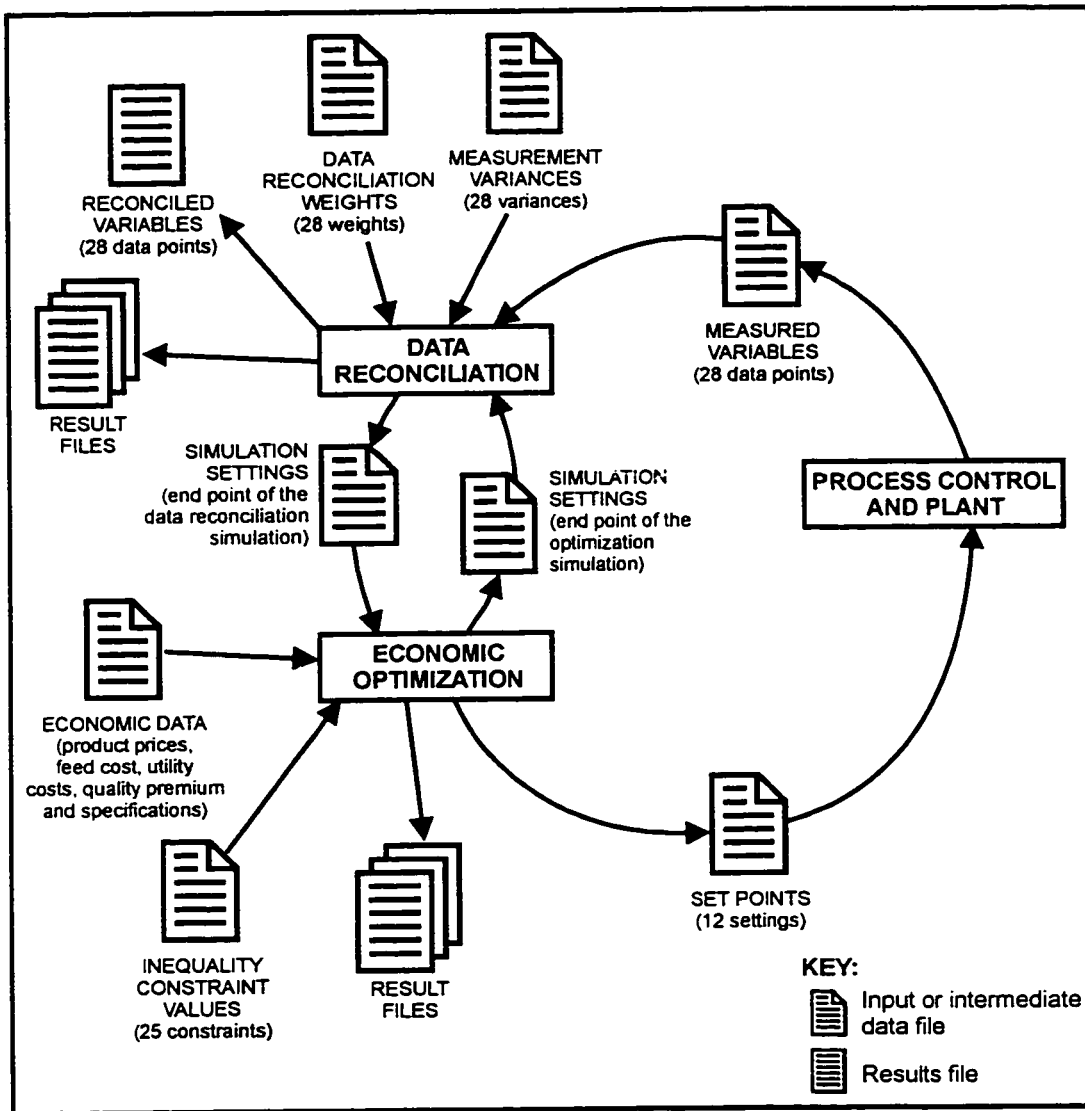 RECONCILED
VARIABLES
(28 data points)
DATA
RECONCILIATION
WEIGHTS
(28 weights)
MEASUREMENT
VARIANCES
(28 variances)
MEASURED
VARIABLES
(28 data points)
DATA
RECONCILIATION
RESULT
FILES
SIMULATION
SETTINGS
(end point of the
data reconciliation
simulation)
SIMULATION
SETTINGS
(end point of the
optimization
simulation)
PROCESS CONTROL
AND PLANT
ECONOMIC
OPTIMIZATION
ECONOMIC DATA
(product prices,
feed cost, utility
costs, quality premium
and specifications)
INEQUALITY
CONSTRAINT
VALUES
(25 constraints)
RESULT
FILES
SET POINTS
(12 settings)
KEY:
Input or intermediate
data file
Results file